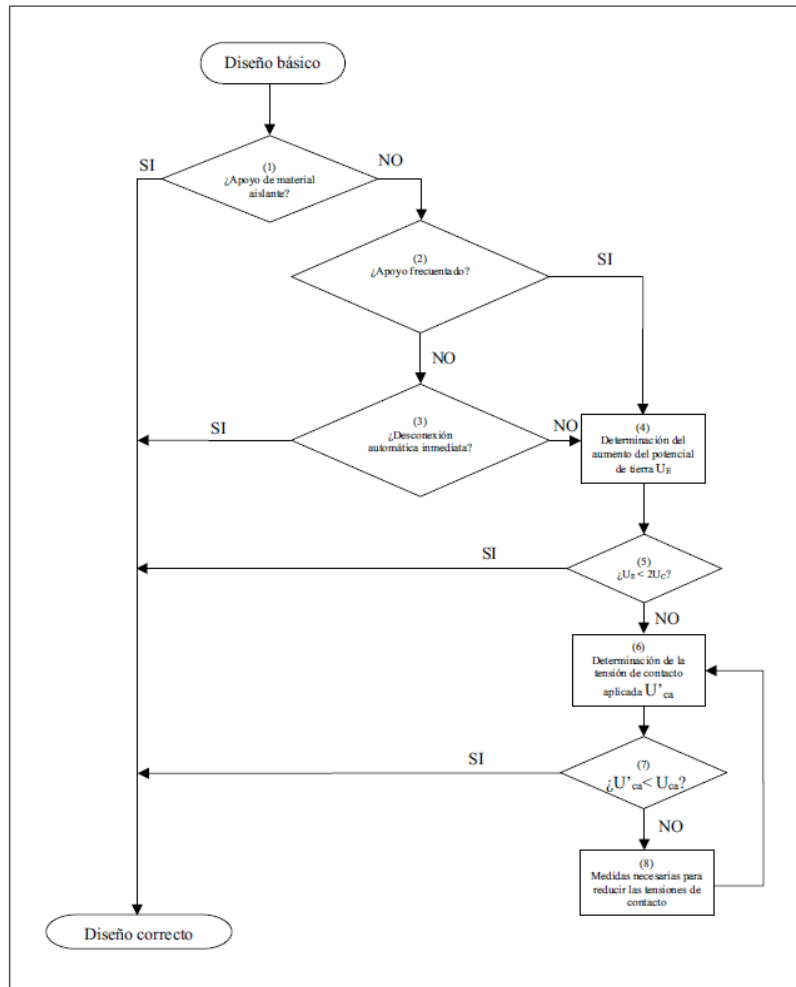 Diseño básico
SI
(1)
NO
¿Apoyo de material
aislante?
(2)
¿Apoyo frecuentado?
SI
NO
SI
(3)
¿Desconexión
automática inmediata?
NO
(4)
Determinación del
aumento del potencial
de tierra UE
SI
(5)
¿UE < 2UC?
NO
(6)
Determinación de la
tensión de contacto
aplicada U’ca
SI
(7)
¿U’ca< Uca?
NO
(8)
Medidas necesarias para
reducir las tensiones de
contacto
Diseño correcto